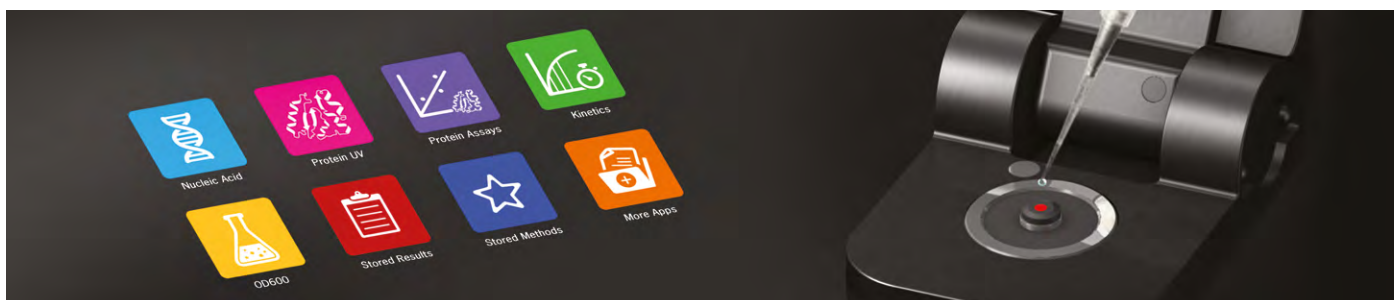 Nucleic Acid
Protein UV
Protein Assays
Kinetics
OD600
Stored Results
Stored Methods
More Apps